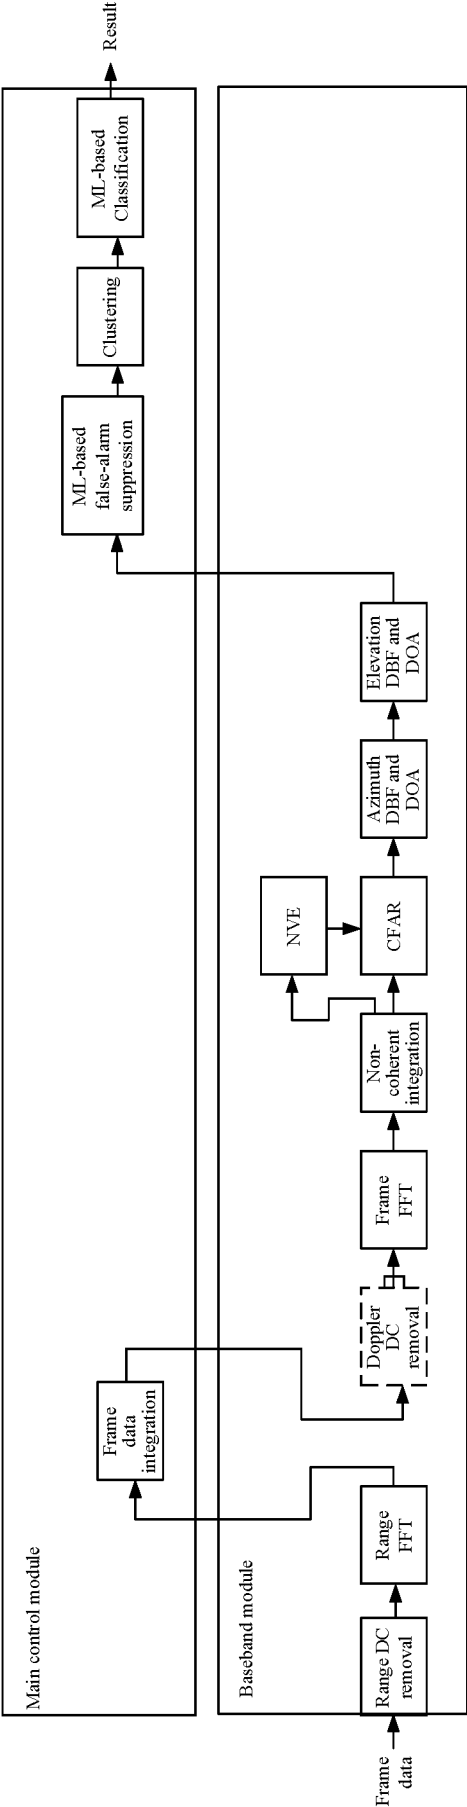 Main control module
Frame
data
integration
ML-based
false-alarm
suppression
Clustering
ML-based
Classification
Result
Baseband module
Frame
data
Range DC
removal
Range
FFT
Doppler
DC
removal
Frame
FFT
Non-
coherent
integration
NVE
CFAR
Azimuth
DBF and
DOA
Elevation
DBF and
DOA